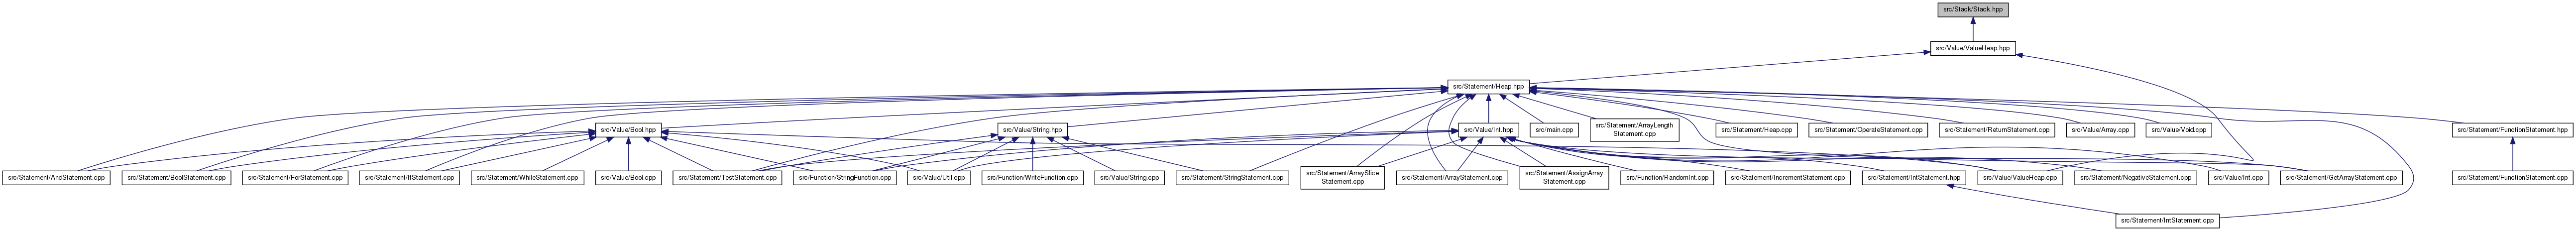 src/Stack/Stack.hpp
src/Value/ValueHeap.hpp
src/Statement/Heap.hpp
src/Value/Bool.hpp
src/Value/String.hpp
src/Value/Int.hpp
src/main.cpp
src/Statement/ArrayLength
Statement.cpp
src/Statement/Heap.cpp
src/Statement/OperateStatement.cpp
src/Statement/ReturnStatement.cpp
src/Value/Array.cpp
src/Value/Void.cpp
src/Statement/FunctionStatement.hpp
src/Statement/AndStatement.cpp
src/Statement/BoolStatement.cpp
src/Statement/ForStatement.cpp
src/Statement/IfStatement.cpp
src/Statement/WhileStatement.cpp
src/Value/Bool.cpp
src/Statement/TestStatement.cpp
src/Function/StringFunction.cpp
src/Value/Util.cpp
src/Function/WriteFunction.cpp
src/Value/String.cpp
src/Statement/StringStatement.cpp
src/Statement/ArraySlice
Statement.cpp
src/Statement/ArrayStatement.cpp
src/Statement/AssignArray
Statement.cpp
src/Function/RandomInt.cpp
src/Statement/IncrementStatement.cpp
src/Statement/IntStatement.hpp
src/Value/ValueHeap.cpp
src/Statement/NegativeStatement.cpp
src/Value/Int.cpp
src/Statement/GetArrayStatement.cpp
src/Statement/FunctionStatement.cpp
src/Statement/IntStatement.cpp